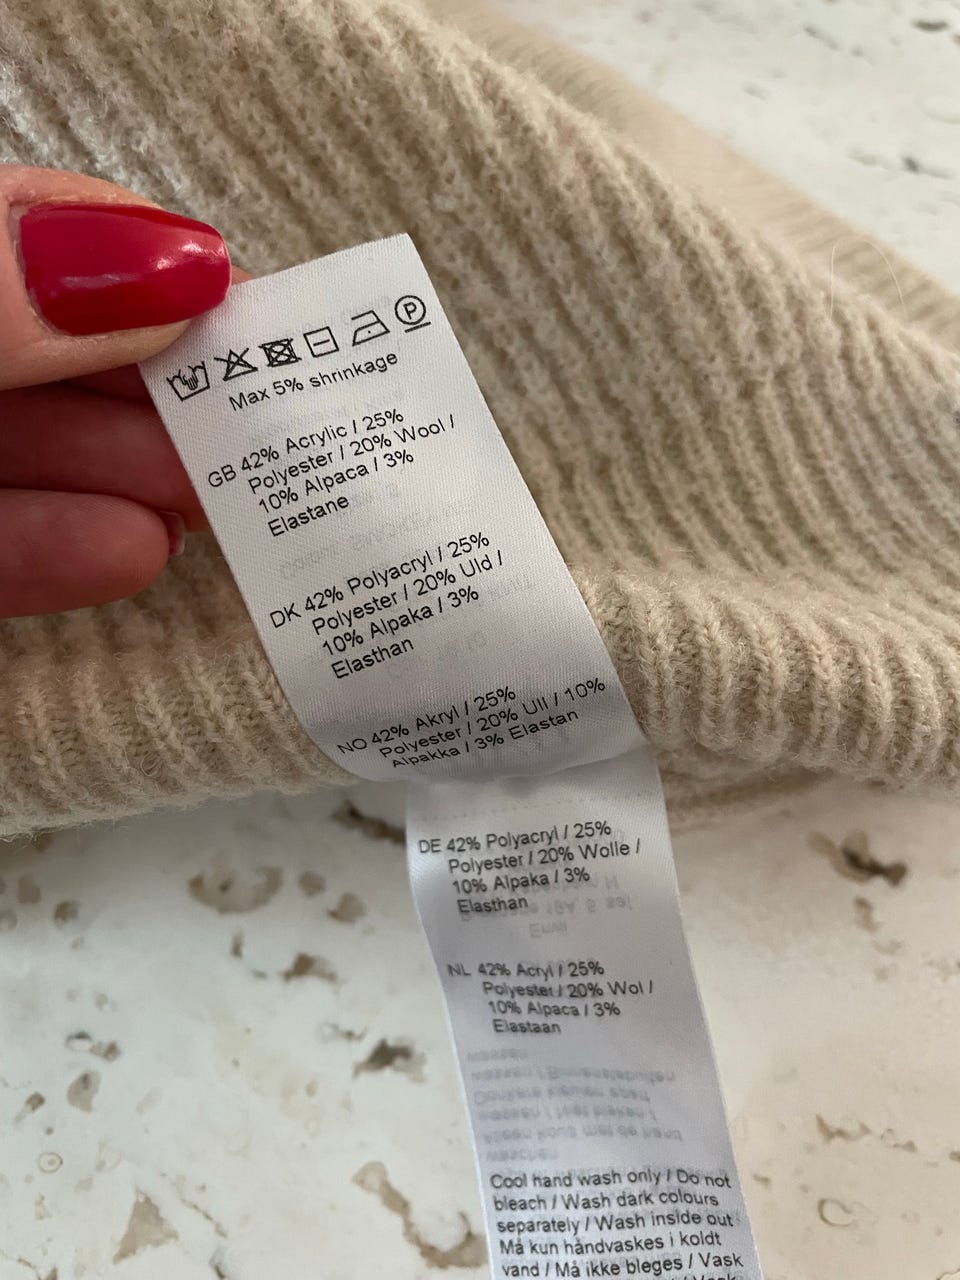 P
Max 5% shrinkage
GB 42% Acrylic / 25%
Polyester / 20% Wool /
10% Alpaca / 3%
Elastane
DK 42% Polyacryl / 25%
Polyester / 20% Uld /
10% Alpaka / 3%
Elasthan
NO 42% Akryl / 25%
Polyester / 20% Ull / 10%
Alpakka / 3% Elastan
DE 42% Polyacryl / 25%
Polyester / 20% Wolle /
10% Alpaka / 3%
Elasthan
NL 42% Acryl / 25%
Polyester / 20% Wol /
10% Alpaca / 3%
Elastaan
Cool hand wash only / Do not
bleach / Wash dark colours
separately / Wash inside out
Må kun håndvaskes i koldt
vand / Må ikke bleges / Vask